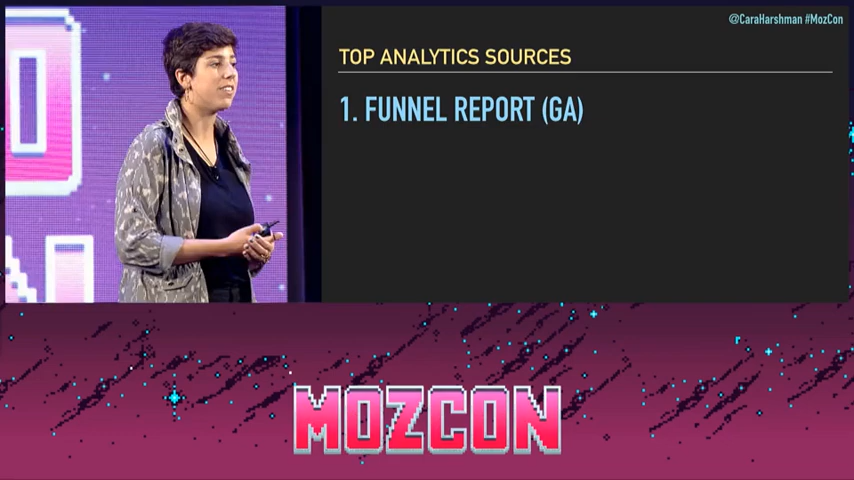 @CaraHarshman #MozCon
TOP ANALYTICS SOURCES
1. FUNNEL REPORT (GA)
MOZCON